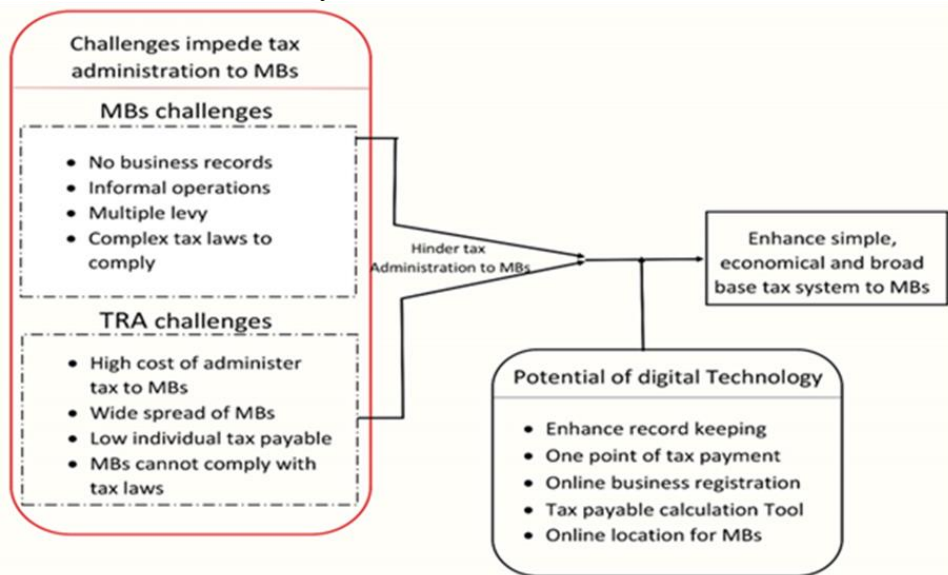 Challenges impede tax
administration to MBs
MBs challenges
• No business records
• Informal operations
• Multiple levy
• Complex tax laws to
comply
TRA challenges
• High cost of administer
tax to MBs
• Wide spread of MBs
• Low individual tax payable
• MBs cannot comply with
tax laws
Hinder tax
Administration to MBs
Enhance simple,
economical and broad
base tax system to MBs
Potential of digital Technology
• Enhance record keeping
• One point of tax payment
• Online business registration
• Tax payable calculation Tool
• Online location for MBs